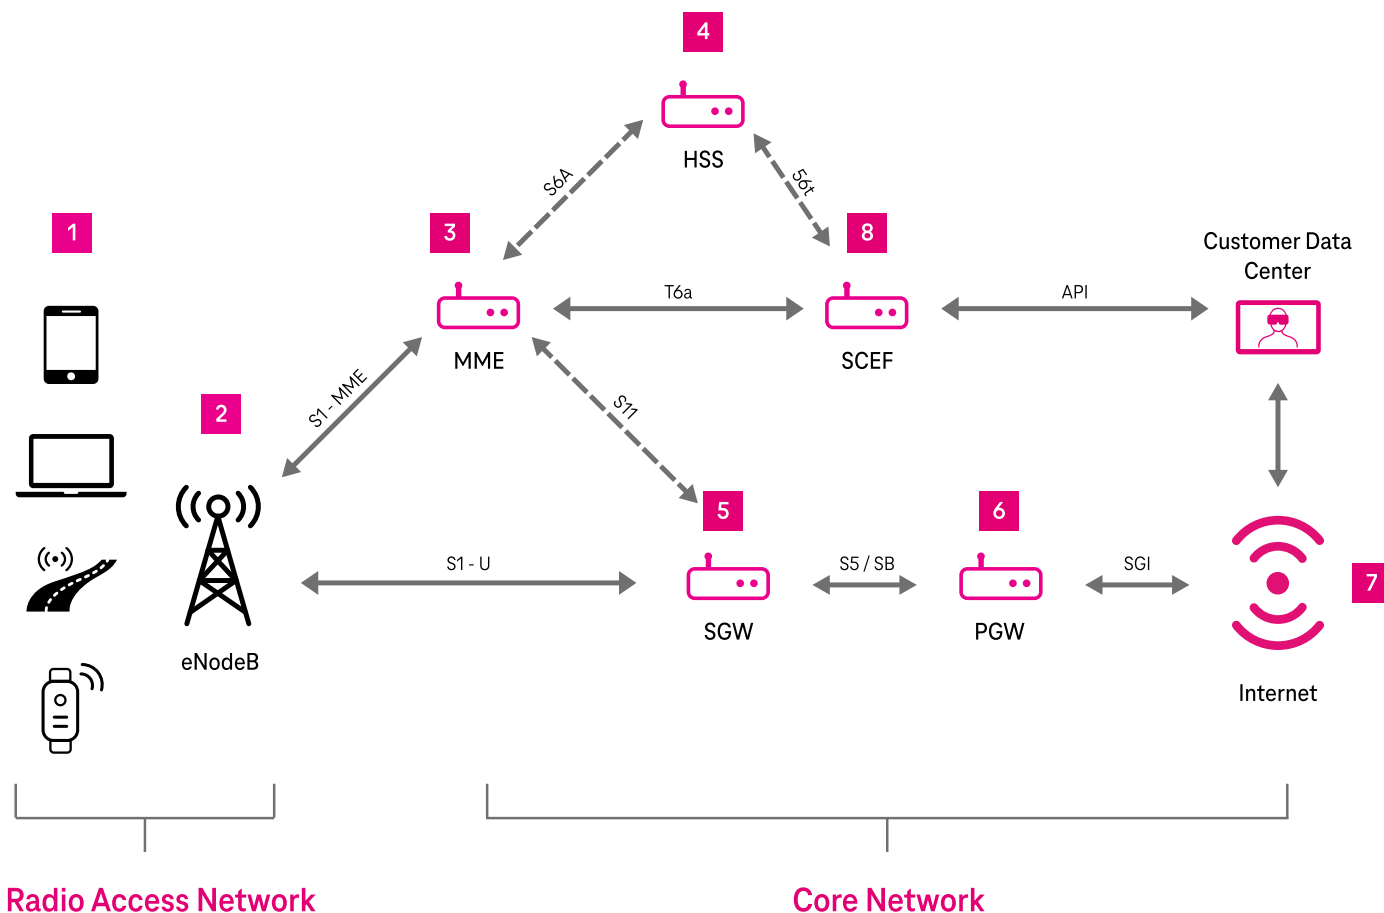 4
HSS
S6A
56t
1
3
8
Customer Data
Center
T6a
API
MME
SCEF
2
S1 - MME
S11
5
6
S1 - U
S5 / SB
SGI
7
SGW
PGW
eNodeB
Internet
Radio Access Network
Core Network